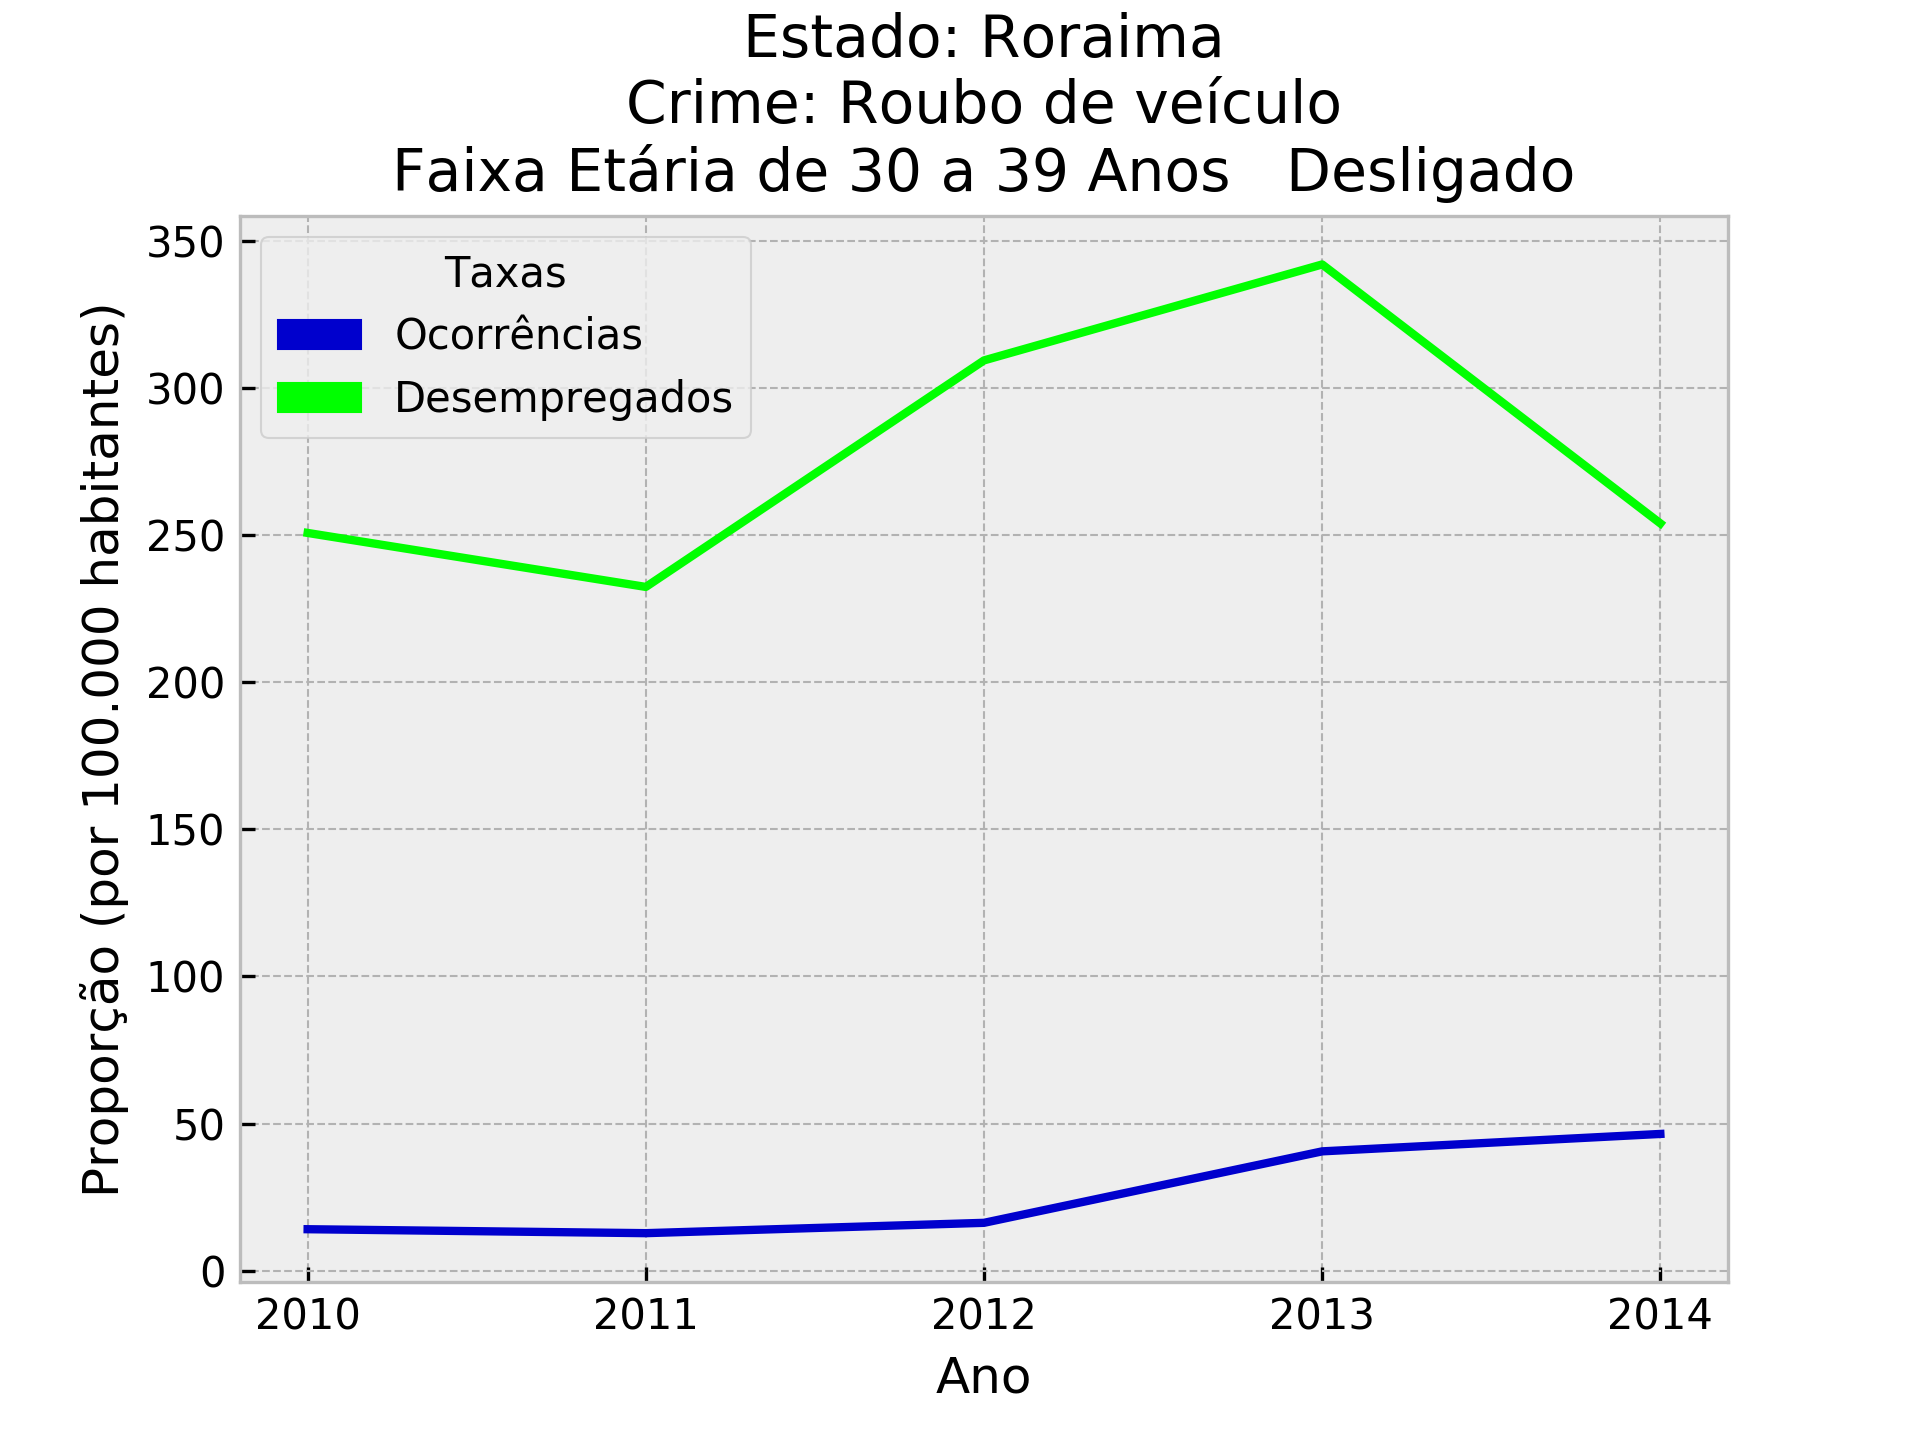 Estado: Roraima
Crime: Roubo de veículo
Faixa Etária de 30 a 39 Anos   Desligado
Proporção (por 100.000 habitantes)
350
300
250
200
150
100
50
0
Taxas
Ocorrências
Desempregados
2010
2011
2012
2013
2014
Ano